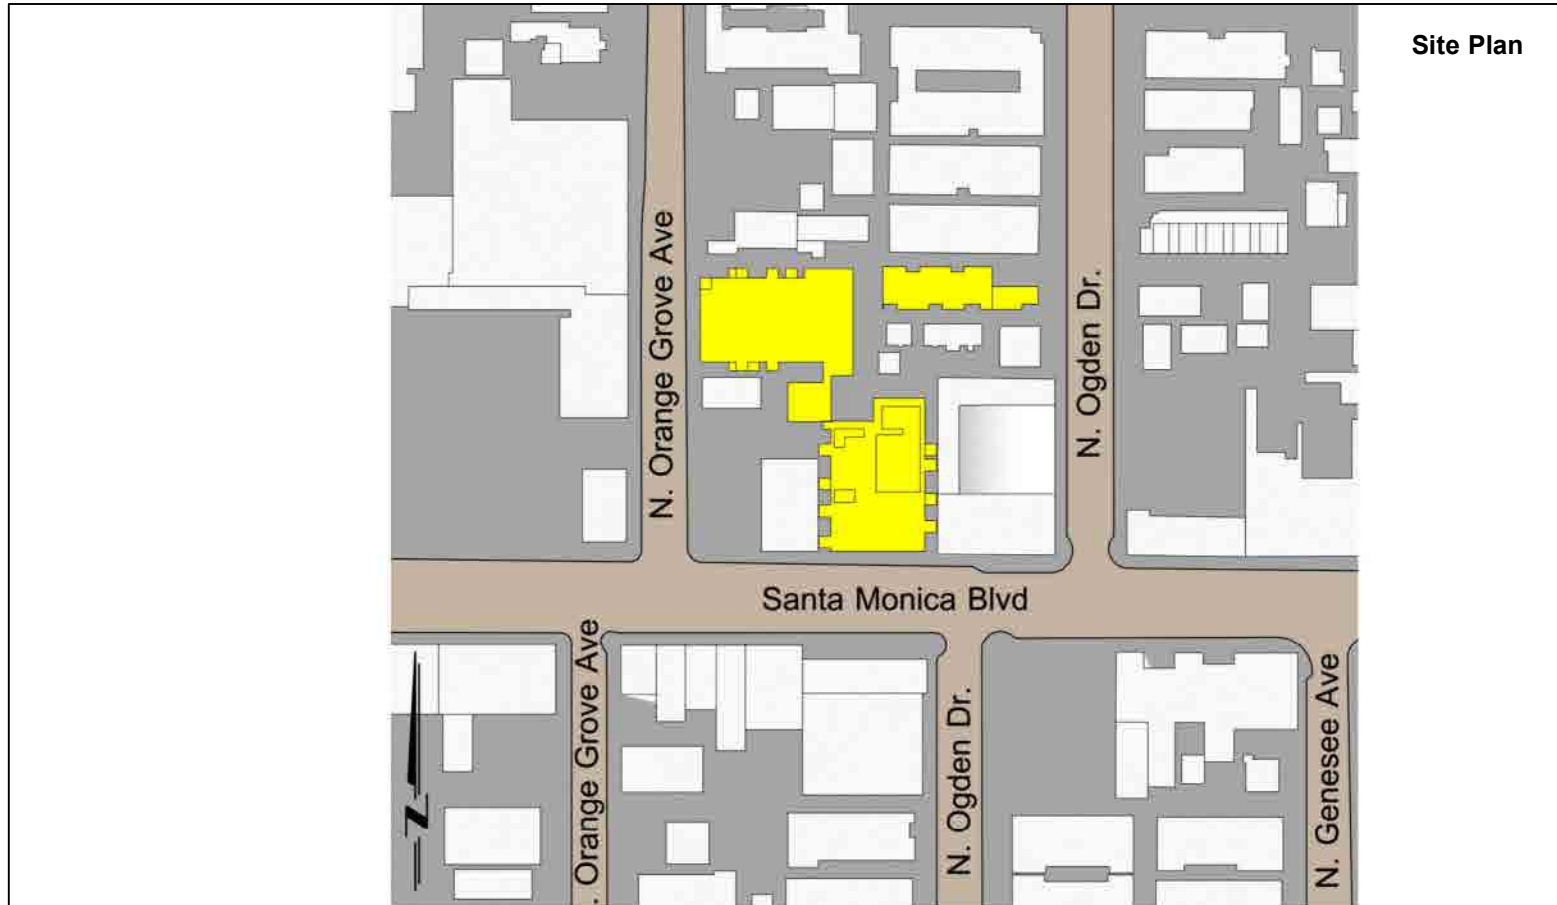 Site Plan
N. Orange Grove Ave
N. Ogden Dr.
Santa Monica Blvd
. Orange Grove Ave
N. Ogden Dr.
N. Genesee Ave
N